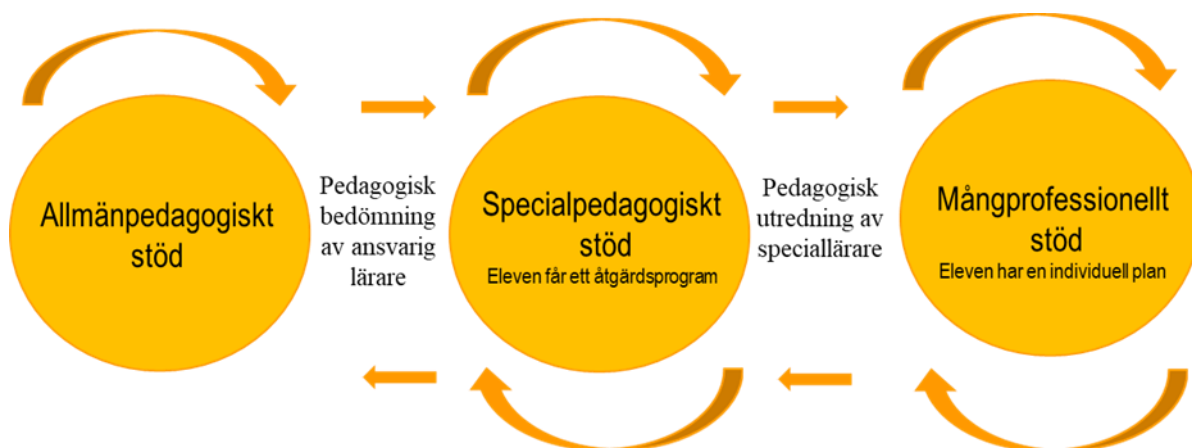 Allmänpedagogiskt
stöd
Pedagogisk
bedömning
av ansvarig
lärare
Specialpedagogiskt
stöd
Eleven får ett åtgärdsprogram
Pedagogisk
utredning av
speciallärare
Mångprofessionellt
stöd
Eleven har en individuell plan